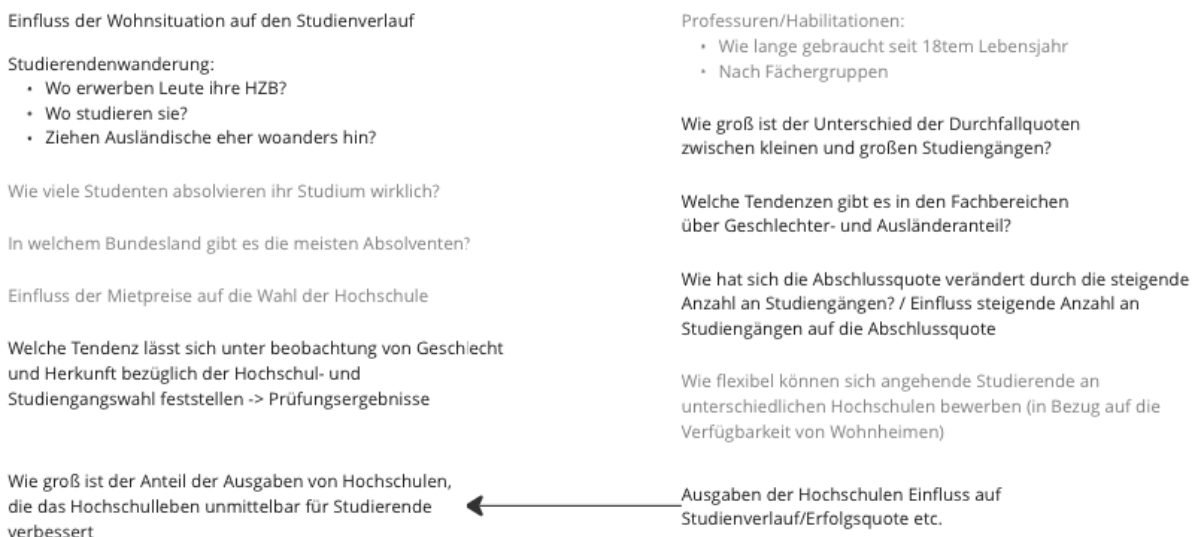 Einfluss der Wohnsituation auf den Studienverlauf
Studierendenwanderung:
• Wo erwerben Leute ihre HZB?
• Wo studieren sie?
• Ziehen Ausländische eher woanders hin?
Wie viele Studenten absolvieren ihr Studium wirklich?
In welchem Bundesland gibt es die meisten Absolventen?
Einfluss der Mietpreise auf die Wahl der Hochschule
Welche Tendenz lässt sich unter beobachtung von Geschlecht
und Herkunft bezüglich der Hochschul- und
Studiengangswahl feststellen -> Prüfungsergebnisse
Wie groß ist der Anteil der Ausgaben von Hochschulen,
die das Hochschulleben unmittelbar für Studierende
verbessert
Professuren/Habilitationen:
• Wie lange gebraucht seit 18tem Lebensjahr
• Nach Fächergruppen
Wie groß ist der Unterschied der Durchfallquoten
zwischen kleinen und großen Studiengängen?
Welche Tendenzen gibt es in den Fachbereichen
über Geschlechter- und Ausländeranteil?
Wie hat sich die Abschlussquote verändert durch die steigende
Anzahl an Studiengängen? / Einfluss steigende Anzahl an
Studiengängen auf die Abschlussquote
Wie flexibel können sich angehende Studierende an
unterschiedlichen Hochschulen bewerben (in Bezug auf die
Verfügbarkeit von Wohnheimen)
Ausgaben der Hochschulen Einfluss auf
Studienverlauf/Erfolgsquote etc.